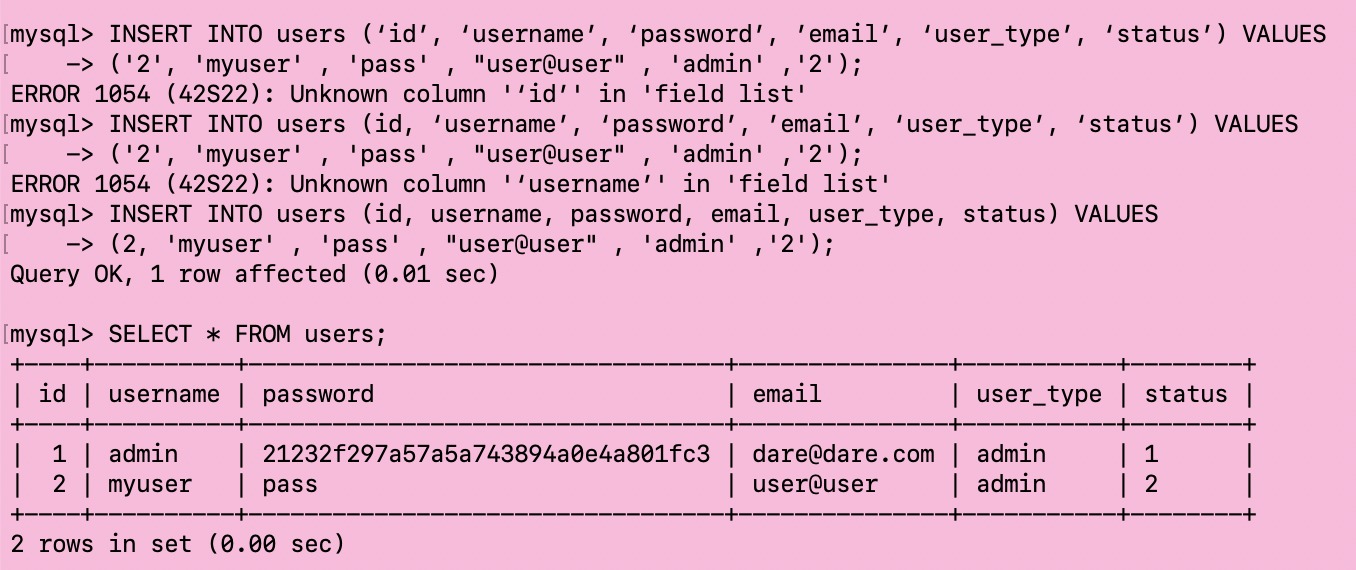 [mysql> INSERT INTO users (‘id’, ‘username’, ‘password’, ’email’, ‘user_type’, ‘status’) VALUES
[    -> ('2', 'myuser' , 'pass' , "user@user" , 'admin' ,'2');
ERROR 1054 (42S22): Unknown column '‘id’' in 'field list'
[mysql> INSERT INTO users (id, ‘username’, ‘password’, ’email’, ‘user_type’, ‘status’) VALUES
[    -> ('2', 'myuser' , 'pass' , "user@user" , 'admin' ,'2');
ERROR 1054 (42S22): Unknown column '‘username’' in 'field list'
[mysql> INSERT INTO users (id, username, password, email, user_type, status) VALUES
[    -> (2, 'myuser' , 'pass' , "user@user" , 'admin' ,'2');
Query OK, 1 row affected (0.01 sec)
[mysql> SELECT * FROM users;
+----+----------+----------------------------------+---------------+-----------+--------+
| id | username | password                         | email         | user_type | status |
+----+----------+----------------------------------+---------------+-----------+--------+
|  1 | admin    | 21232f297a57a5a743894a0e4a801fc3 | dare@dare.com | admin     | 1      |
|  2 | myuser   | pass                             | user@user     | admin     | 2      |
+----+----------+----------------------------------+---------------+-----------+--------+
2 rows in set (0.00 sec)